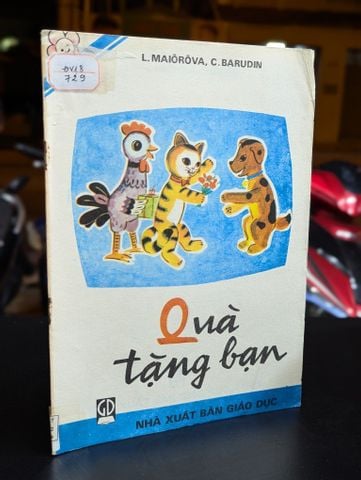 L. MAIÔRÔVA, C. BARUDIN
ĐV13
729
Quà
tặng bạn
GD
NHÀ XUẤT BẢN GIÁO DỤC